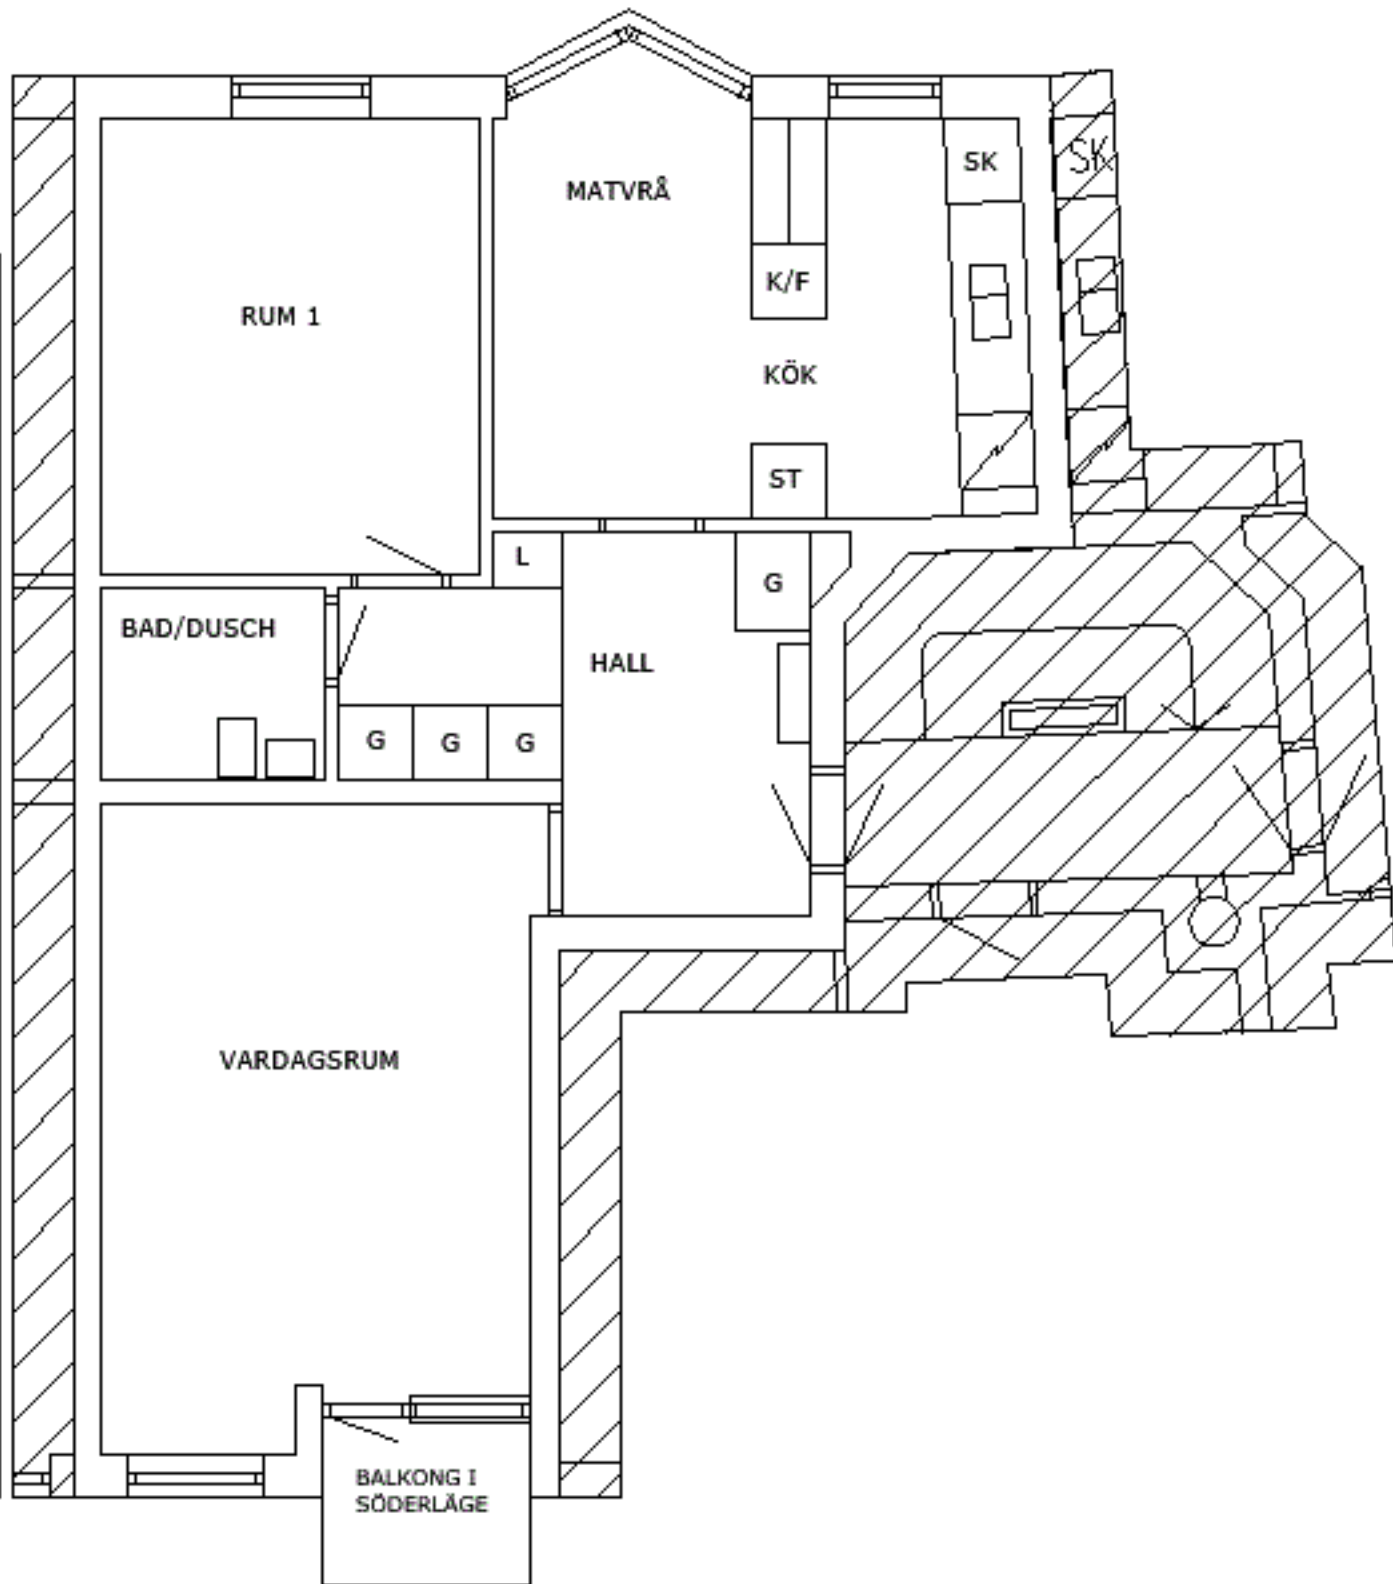 SK
SK
MATVRÅ
K/F
RUM 1
KÖK
ST
L
G
BAD/DUSCH
HALL
G
G
G
VARDAGSRUM
BALKONG I
SÖDERLÄGE